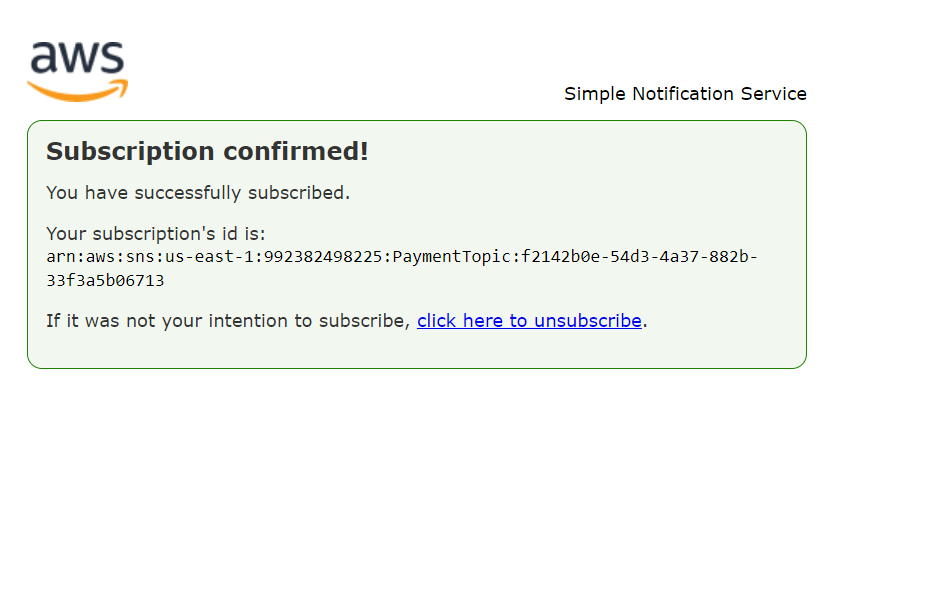 aws
Simple Notification Service
Subscription confirmed!
You have successfully subscribed.
Your subscription's id is:
arn:aws:sns:us-east-1:992382498225:PaymentTopic:f2142b0e-54d3-4a37-882b-
33f3a5b06713
If it was not your intention to subscribe, click here to unsubscribe.